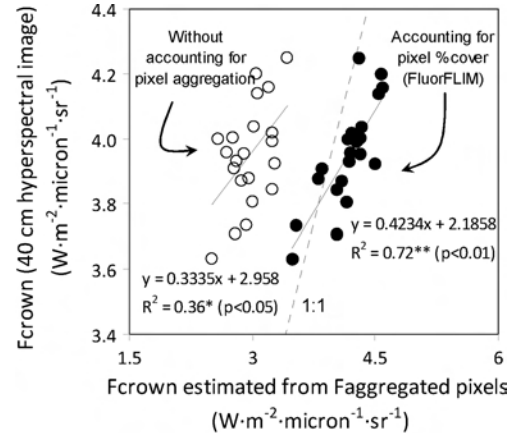 Fcrown (40 cm hyperspectral image)
(W·m⁻²·micron⁻¹·sr⁻¹)
4.4
4.2
4.0
3.8
3.6
3.4
Without
accounting for
pixel aggregation
Accounting for
pixel %cover
(FluorFLIM)
y = 0.4234x + 2.1858
R² = 0.72** (p<0.01)
y = 0.3335x + 2.958
R² = 0.36* (p<0.05)
1:1
1.5
3.0
4.5
6
Fcrown estimated from Faggregated pixels
(W·m⁻²·micron⁻¹·sr⁻¹)